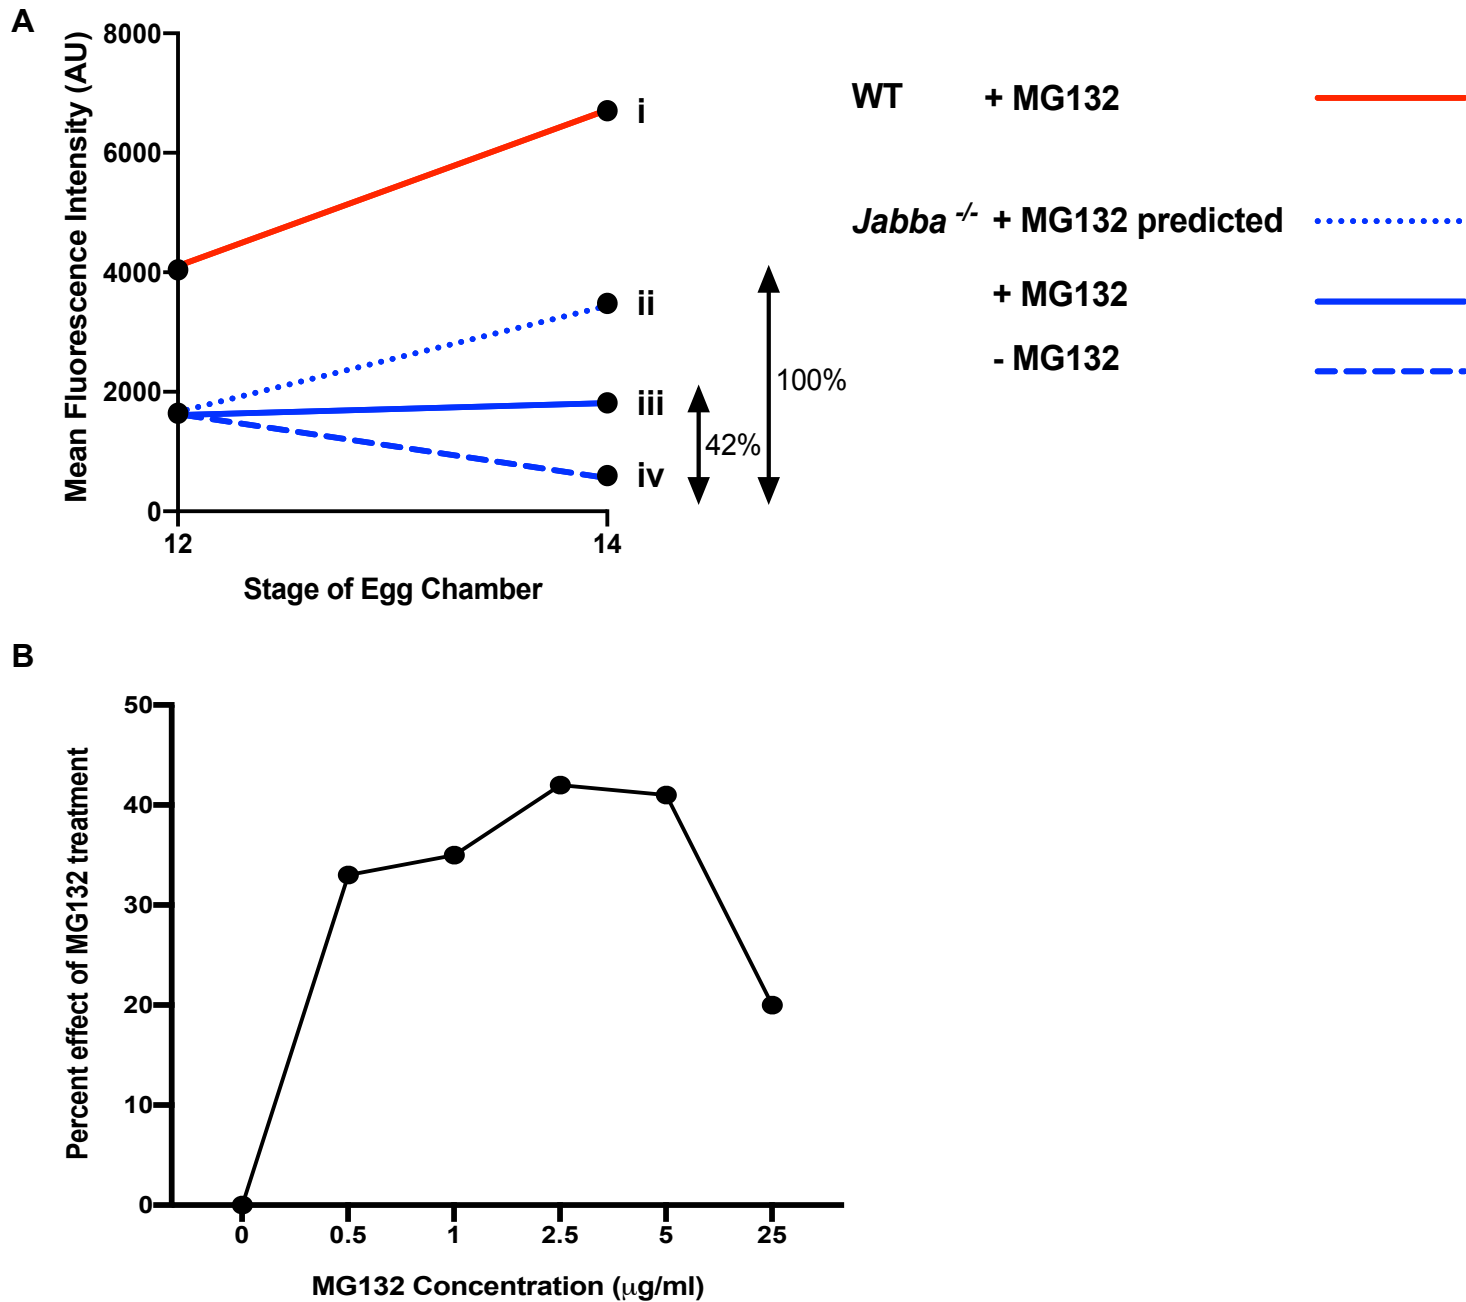 A
Mean Fluorescence Intensity (AU)
8000
6000
4000
2000
0
12
14
Stage of Egg Chamber
i
ii
iii
iv
42%
100%
WT + MG132
Jabba -/- + MG132 predicted
+ MG132
- MG132
B
Percent effect of MG132 treatment
50
40
30
20
10
0
0
0.5
1
2.5
5
25
MG132 Concentration (μg/ml)